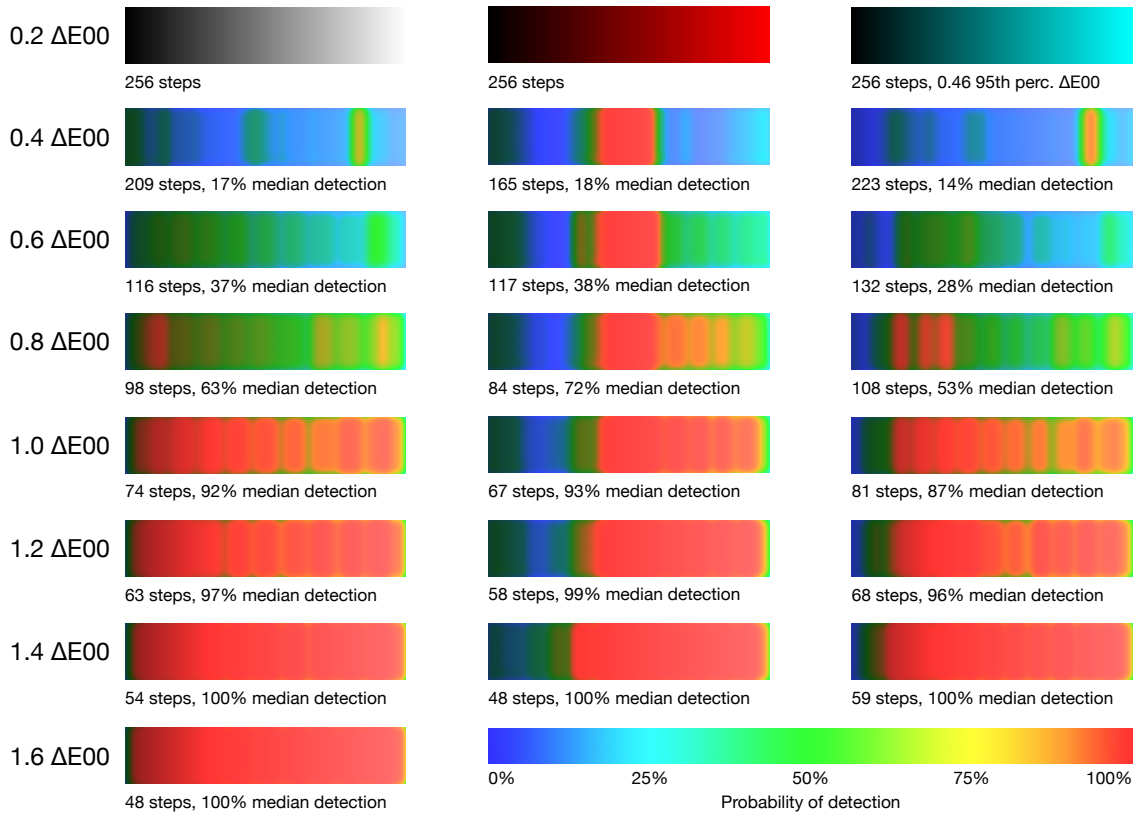 0.2 ΔE00
256 steps
256 steps
256 steps, 0.46 95th perc. ΔE00
0.4 ΔE00
209 steps, 17% median detection
165 steps, 18% median detection
223 steps, 14% median detection
0.6 ΔE00
116 steps, 37% median detection
117 steps, 38% median detection
132 steps, 28% median detection
0.8 ΔE00
98 steps, 63% median detection
84 steps, 72% median detection
108 steps, 53% median detection
1.0 ΔE00
74 steps, 92% median detection
67 steps, 93% median detection
81 steps, 87% median detection
1.2 ΔE00
63 steps, 97% median detection
58 steps, 99% median detection
68 steps, 96% median detection
1.4 ΔE00
54 steps, 100% median detection
48 steps, 100% median detection
59 steps, 100% median detection
1.6 ΔE00
48 steps, 100% median detection
0% 25% 50% 75% 100%
Probability of detection